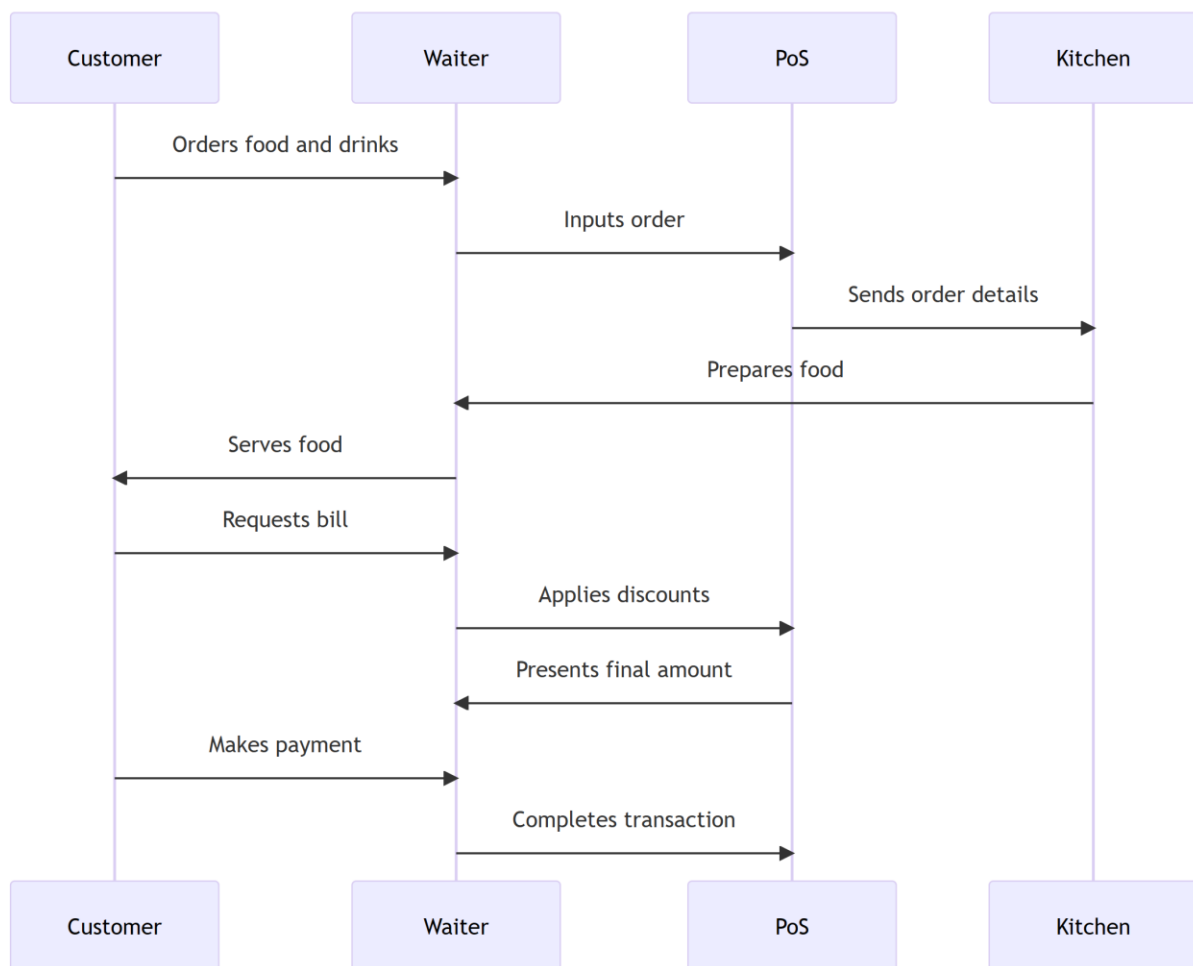 Customer
Waiter
PoS
Kitchen
Orders food and drinks
Inputs order
Sends order details
Prepares food
Serves food
Requests bill
Applies discounts
Presents final amount
Makes payment
Completes transaction
Customer
Waiter
PoS
Kitchen